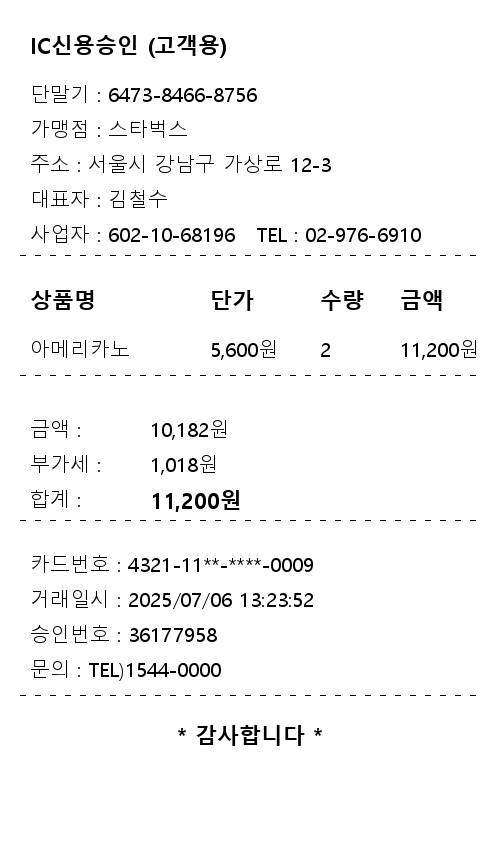 IC신용승인 (고객용)
단말기 : 6473-8466-8756
가맹점 : 스타벅스
주소 : 서울시 강남구 가상로 12-3
대표자 : 김철수
사업자 : 602-10-68196 TEL : 02-976-6910
상품명 단가 수량 금액
아메리카노 5,600원 2 11,200원
금액 : 10,182원
부가세 : 1,018원
합계 : 11,200원
카드번호 : 4321-11**-****-0009
거래일시 : 2025/07/06 13:23:52
승인번호 : 36177958
문의 : TEL)1544-0000
* 감사합니다 *